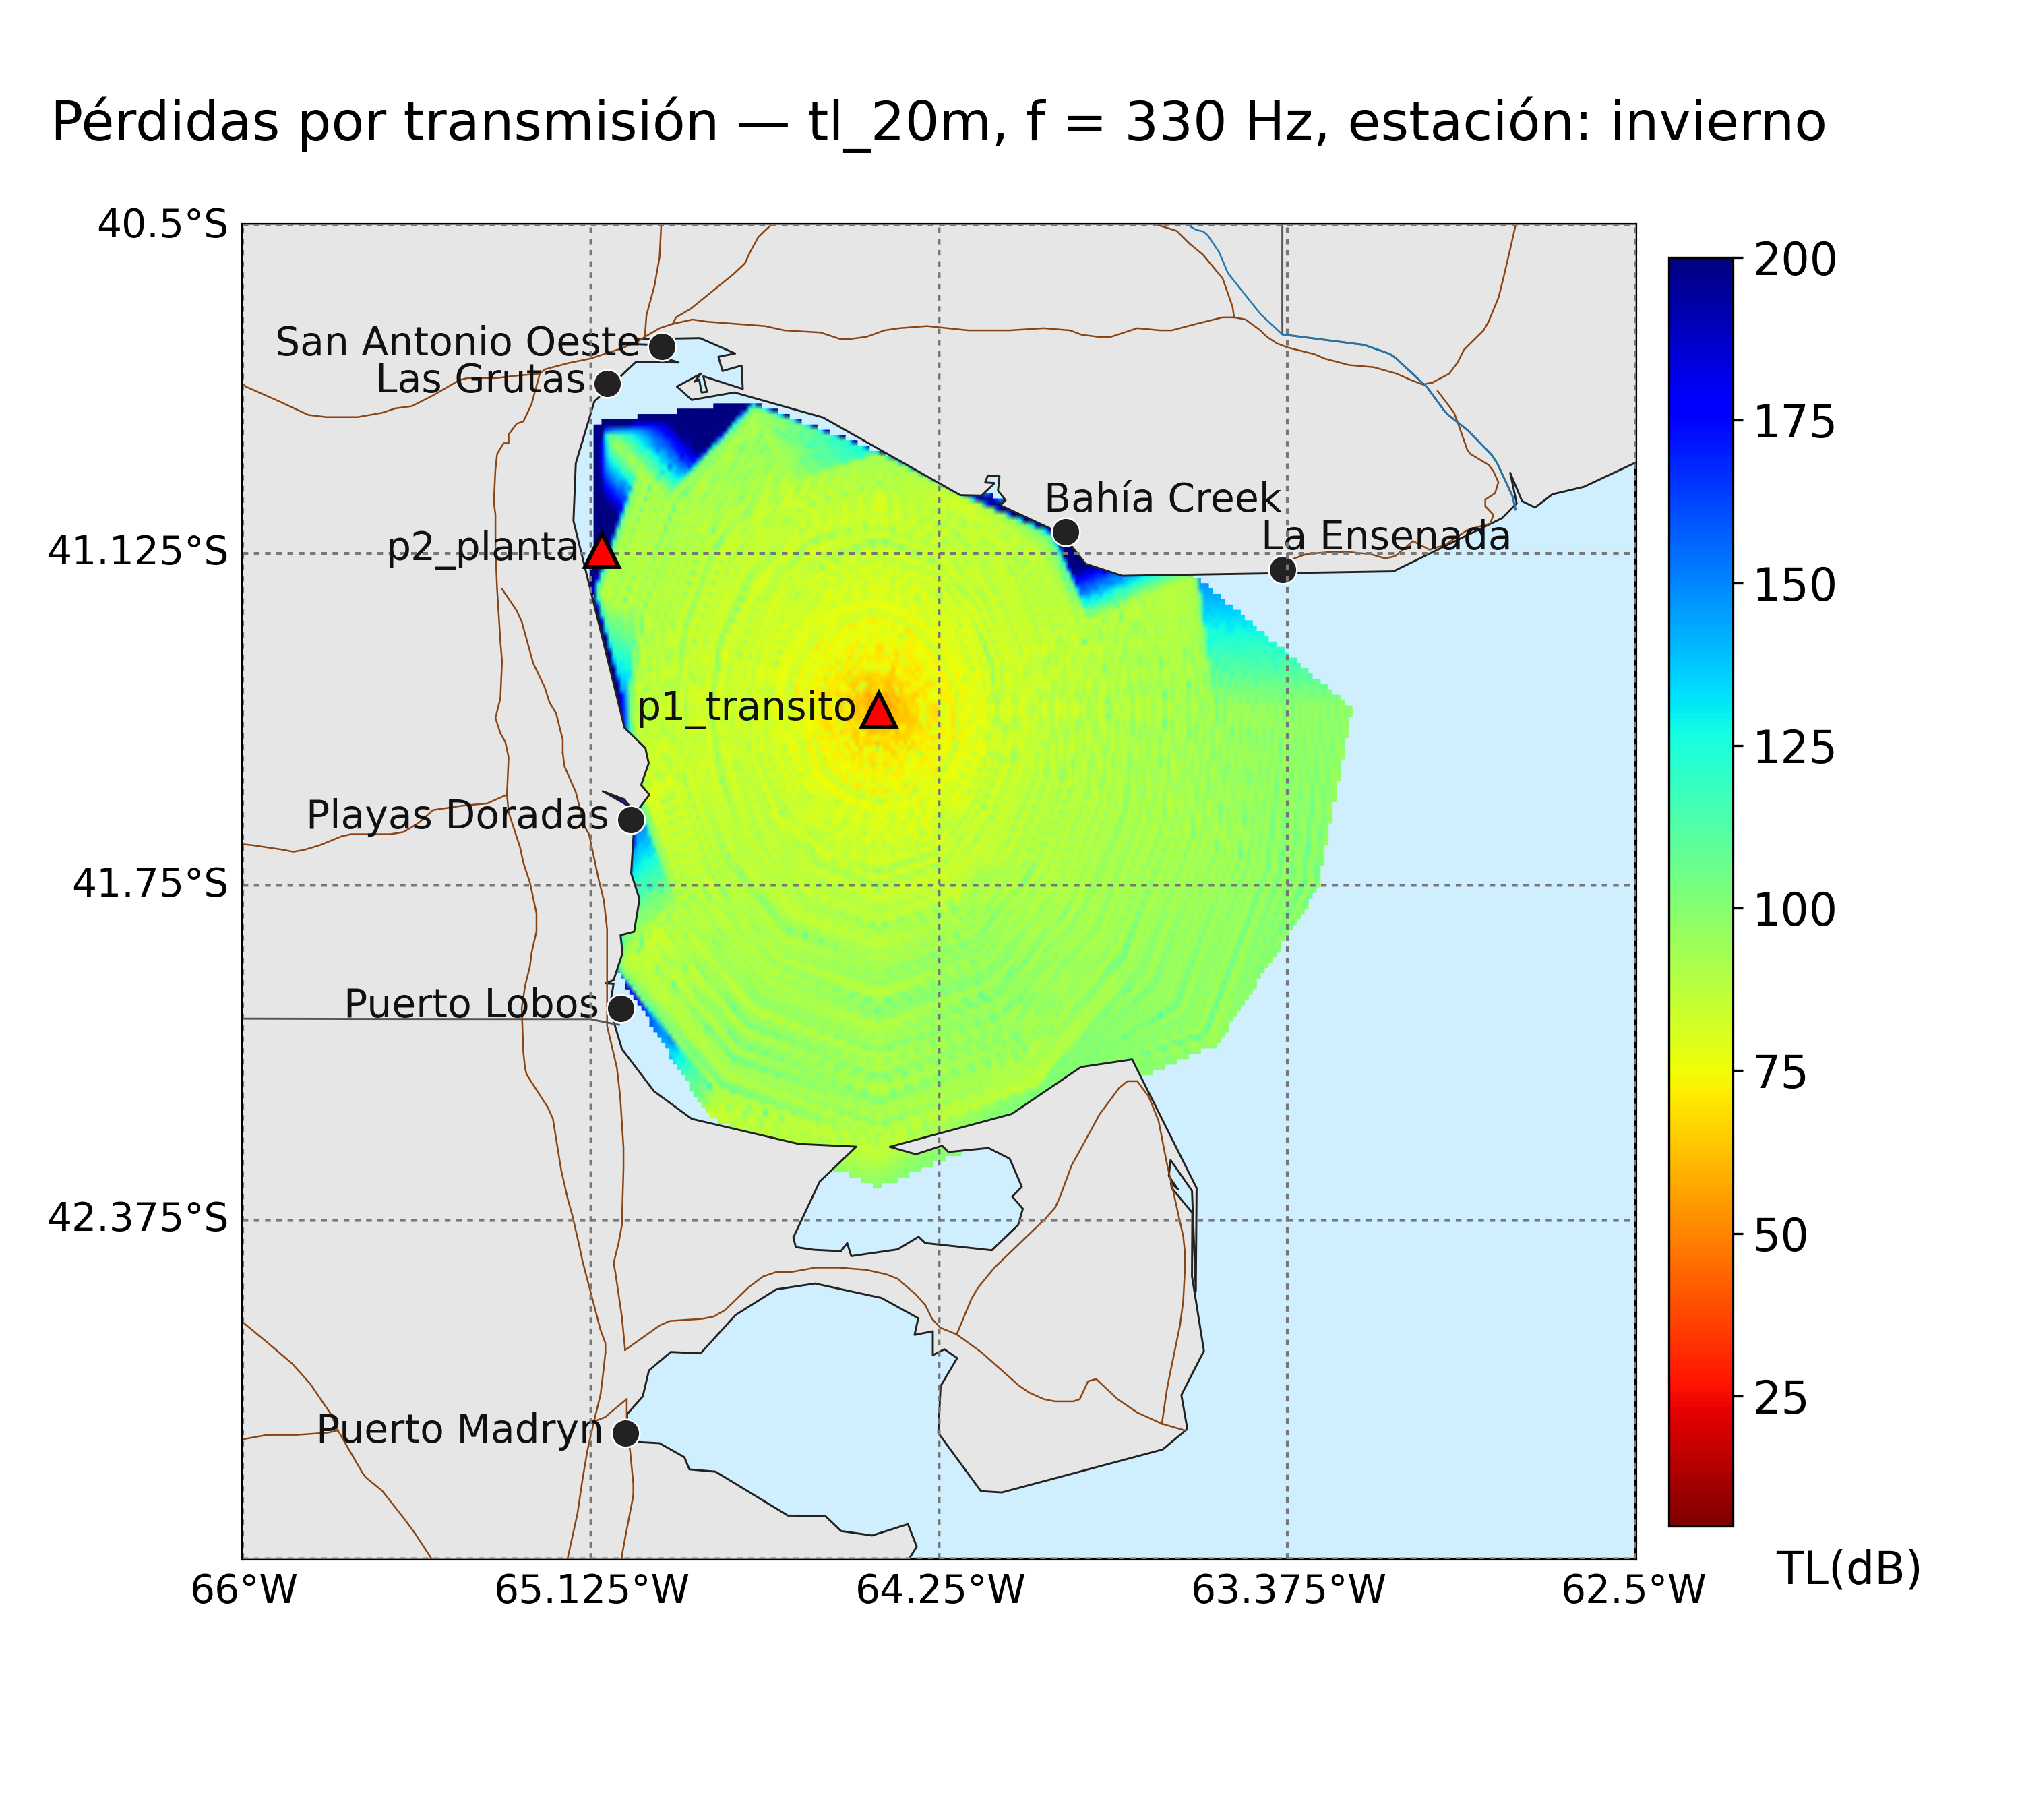 Pérdidas por transmisión — tl_20m, f = 330 Hz, estación: invierno
40.5°S
200
San Antonio Oeste
Las Grutas
175
Bahía Creek
La Ensenada
p2_planta
41.125°S
150
p1_transito
125
Playas Doradas
41.75°S
100
Puerto Lobos
75
42.375°S
50
25
Puerto Madryn
TL(dB)
66°W
65.125°W
64.25°W
63.375°W
62.5°W